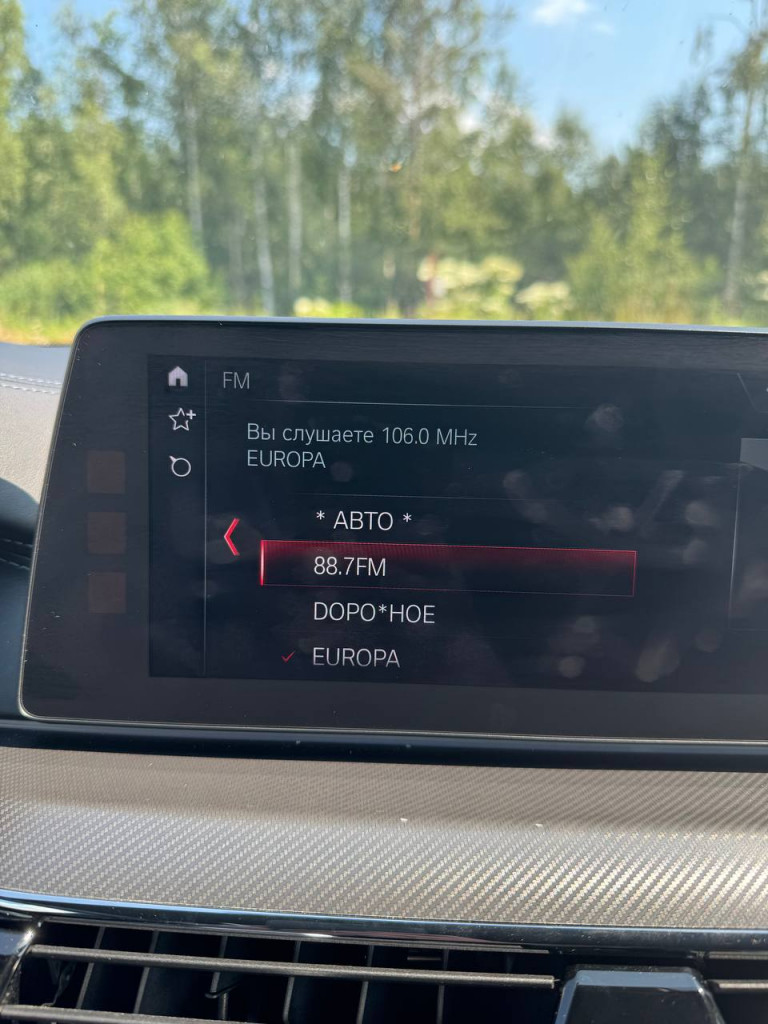 FM
Вы слушаете 106.0 MHz
EUROPA
* АВТО *
88.7FM
DOPO*HOE
EUROPA